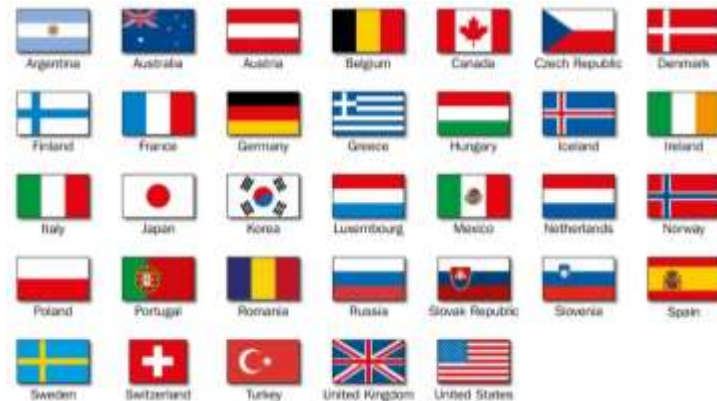 Argentina Australia Austria Belgium Canada Czech Republic Denmark
Finland France Germany Greece Hungary Iceland Ireland
Italy Japan Korea Luxembourg Mexico Netherlands Norway
Poland Portugal Romania Russia Slovak Republic Slovenia Spain
Sweden Switzerland Turkey United Kingdom United States